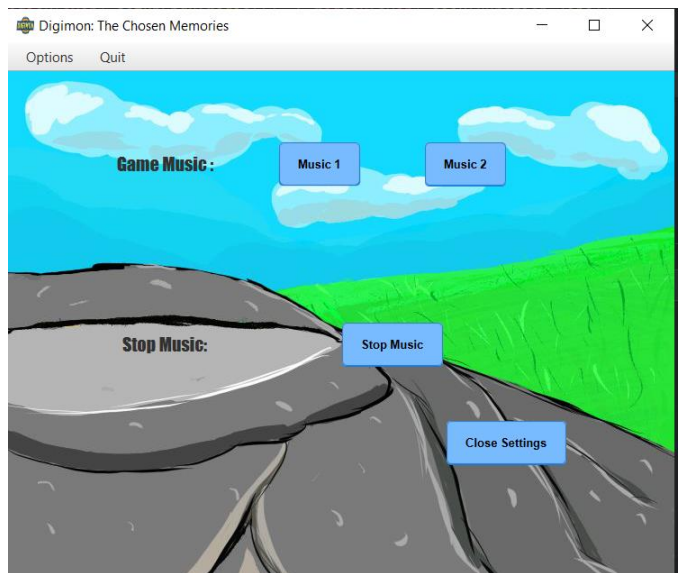 Digimon: The Chosen Memories
Options Quit
Game Music : Music 1 Music 2
Stop Music: Stop Music
Close Settings